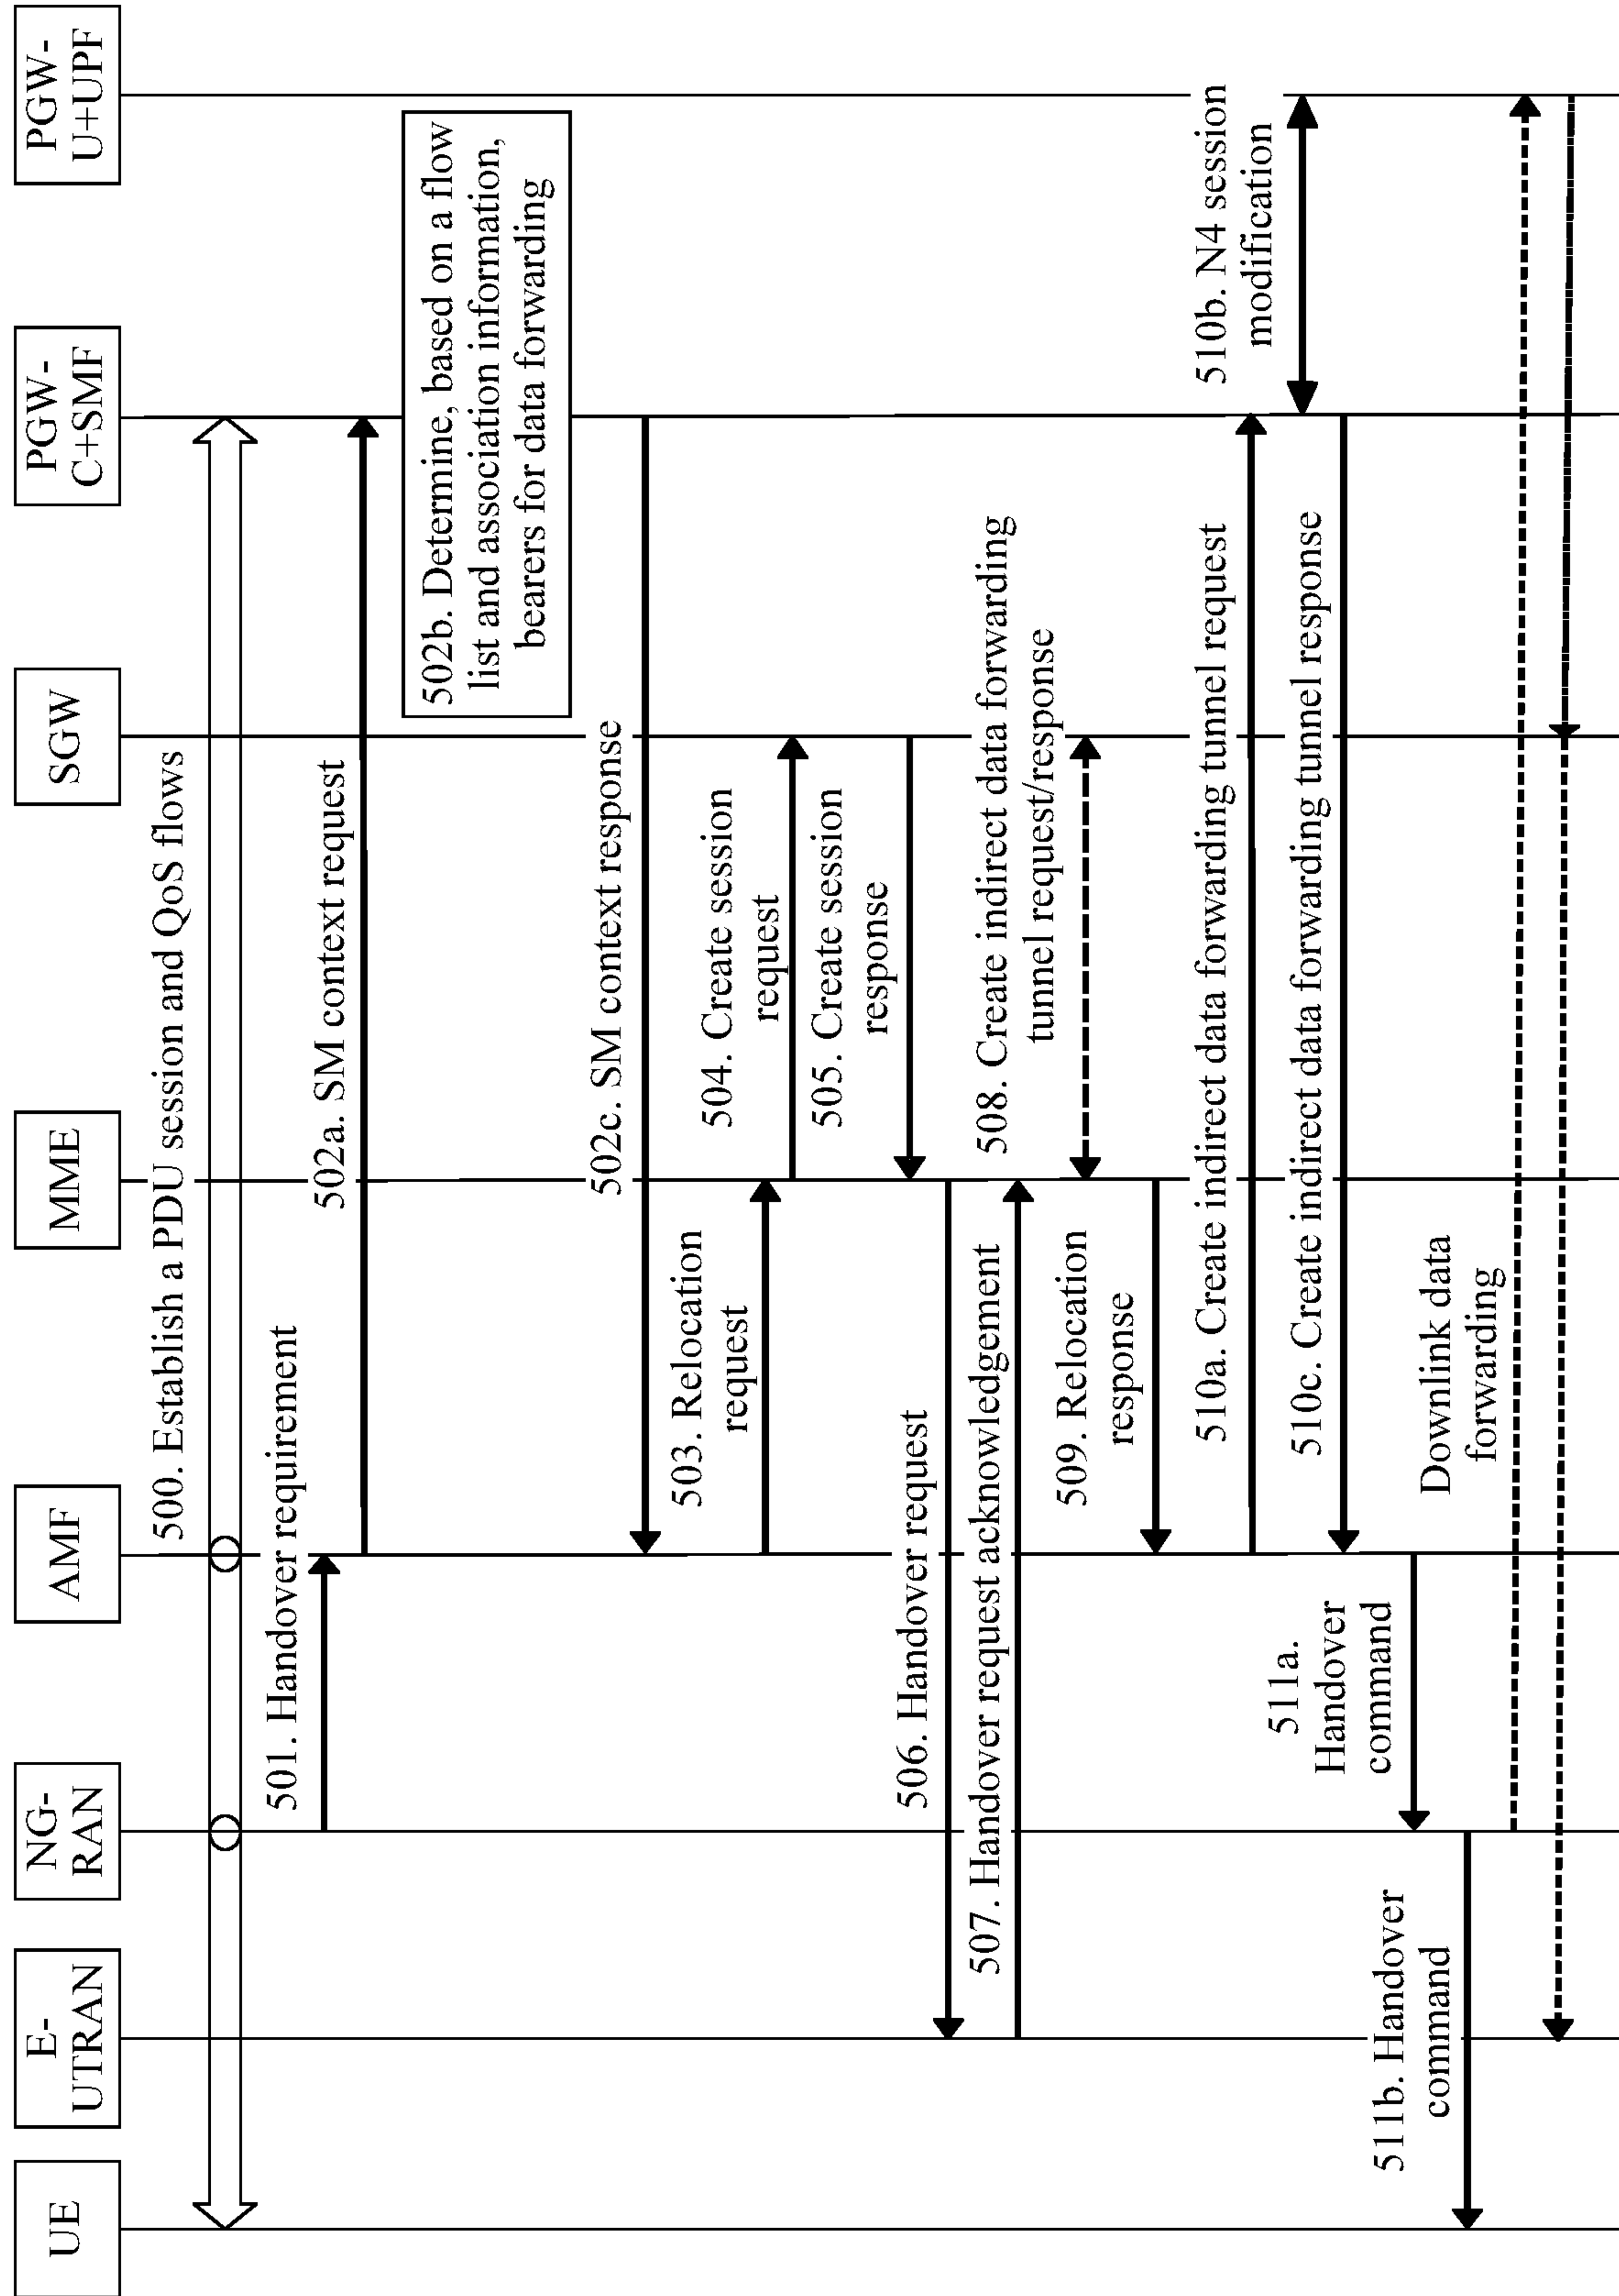 UE
E-
UTRAN
NG-
RAN
AMF
MME
SGW
PGW-
C+SMF
PGW-
U+UPF
500. Establish a PDU session and QoS flows
501. Handover requirement
502a. SM context request
502b. Determine, based on a flow
list and association information,
bearers for data forwarding
502c. SM context response
503. Relocation
request
504. Create session
request
505. Create session
response
506. Handover request
507. Handover request acknowledgement
508. Create indirect data forwarding
tunnel request/response
509. Relocation
response
510a. Create indirect data forwarding tunnel request
510b. N4 session
modification
510c. Create indirect data forwarding tunnel response
511a.
Handover
command
511b. Handover
command
Downlink data
forwarding